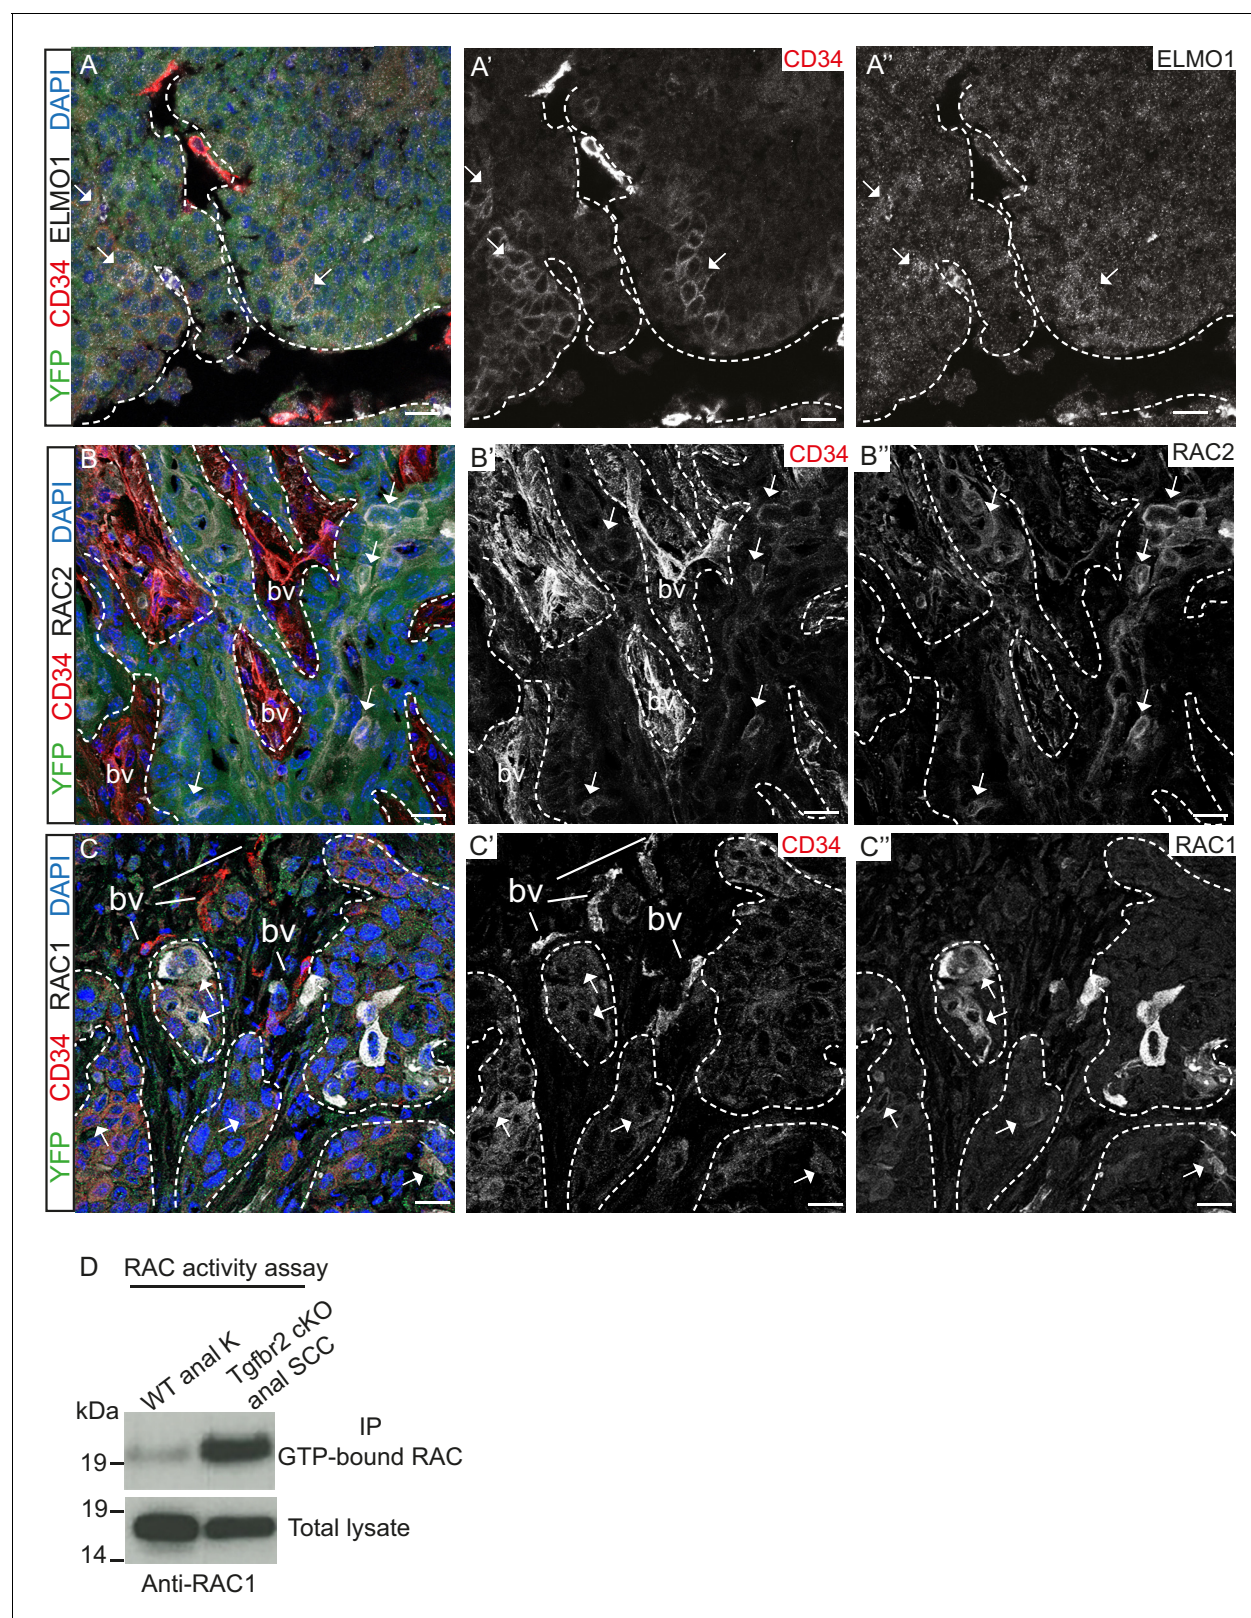 YFP CD34 ELMO1 DAPI
A
A'
CD34
A''
ELMO1
YFP CD34 RAC2 DAPI
B
bv
bv
bv
B'
CD34
bv
bv
bv
B''
RAC2
YFP CD34 RAC1 DAPI
C
bv
bv
C'
CD34
bv
bv
C''
RAC1
D RAC activity assay
WT anal K
Tgfbr2 cKO
anal SCC
kDa
IP
GTP-bound RAC
19
19
Total lysate
14
Anti-RAC1